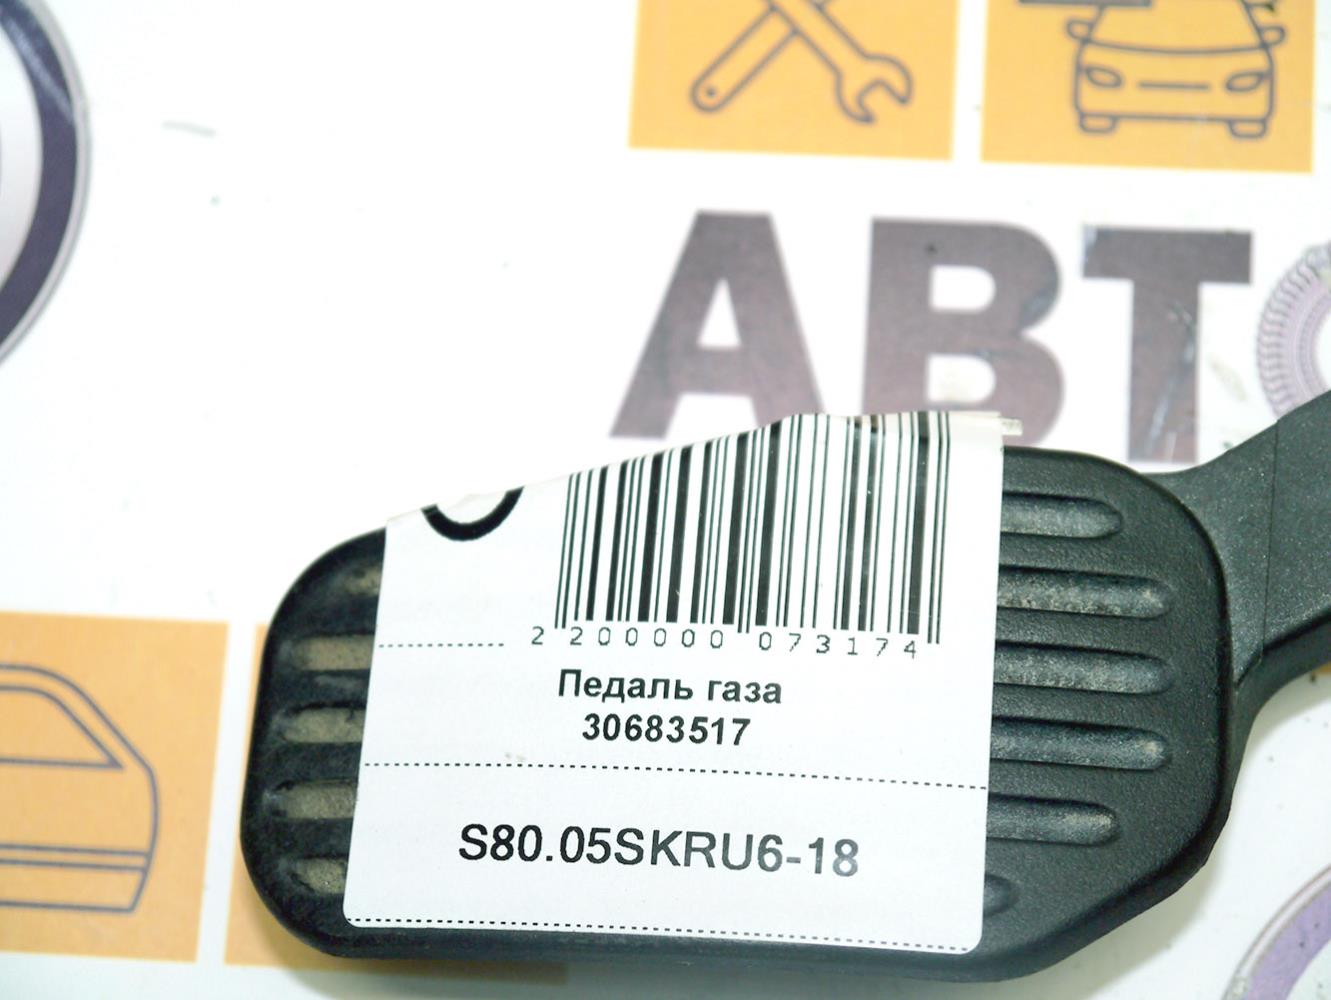 АВТ
2 200000 073174
Педаль газа
30683517
S80.05SKRU6-18